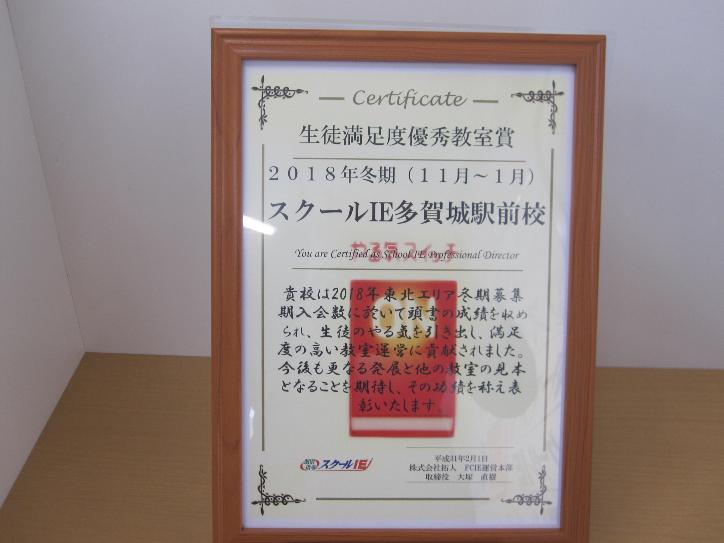 Certificate
生徒満足度優秀教室賞
２０１８年冬期（１１月～１月）
スクールIE多賀城駅前校
やる気スイッチ
You are Certified as School IE Professional Director
貴校は2018年東北エリア冬期募集
期入会数に於いて頭書の成績を収め
られ、生徒のやる気を引き出し、満足
度の高い教室運営に貢献されました。
今後も更なる発展と他の教室の見本
となることを期待し、その功績を称え表
彰いたします。
スクールIE
平成31年2月1日
株式会社拓人　FCIE運営本部
取締役　大塚　直樹